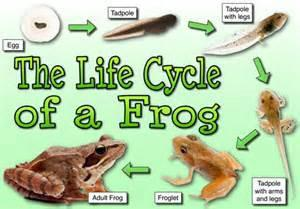 Egg
Tadpole
Tadpole
with legs
The Life Cycle
of a Frog
Tadpole
with arms
and legs
Froglet
Adult Frog